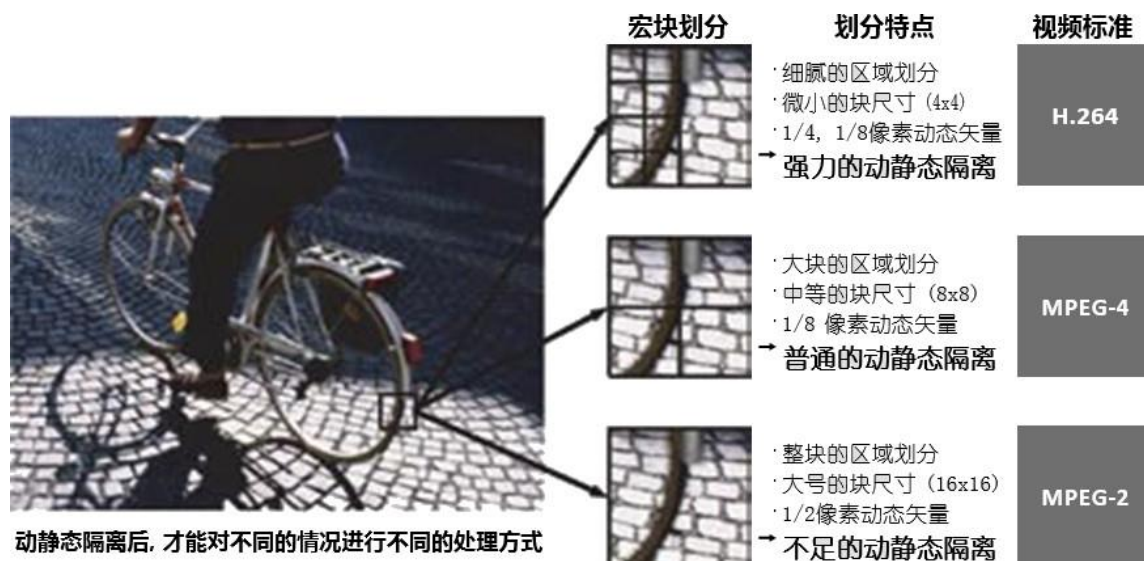 宏块划分 划分特点 视频标准
·细腻的区域划分
·微小的块尺寸 (4x4)
·1/4, 1/8像素动态矢量
→ 强力的动静态隔离
H.264
·大块的区域划分
·中等的块尺寸 (8x8)
·1/8 像素动态矢量
→ 普通的动静态隔离
MPEG-4
·整块的区域划分
·大号的块尺寸 (16x16)
·1/2像素动态矢量
→ 不足的动静态隔离
MPEG-2
动静态隔离后, 才能对不同的情况进行不同的处理方式